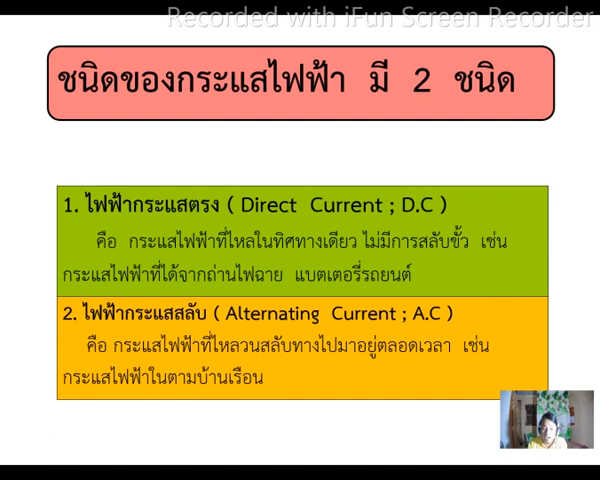 Recorded with iFun Screen Recorder
ชนิดของกระแสไฟฟ้า มี 2 ชนิด
1. ไฟฟ้ากระแสตรง ( Direct Current ; D.C )
คือ กระแสไฟฟ้าที่ไหลในทิศทางเดียว ไม่มีการสลับขั้ว เช่น
กระแสไฟฟ้าที่ได้จากถ่านไฟฉาย แบตเตอรี่รถยนต์
2. ไฟฟ้ากระแสสลับ ( Alternating Current ; A.C )
คือ กระแสไฟฟ้าที่ไหลวนสลับทางไปมาอยู่ตลอดเวลา เช่น
กระแสไฟฟ้าในตามบ้านเรือน